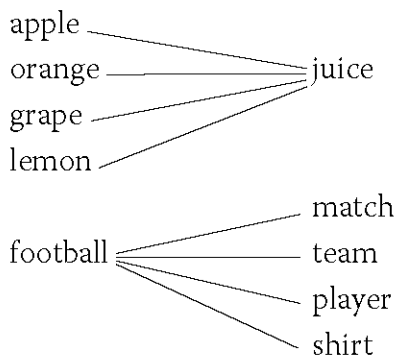 apple
orange juice
grape
lemon
match
football team
player
shirt